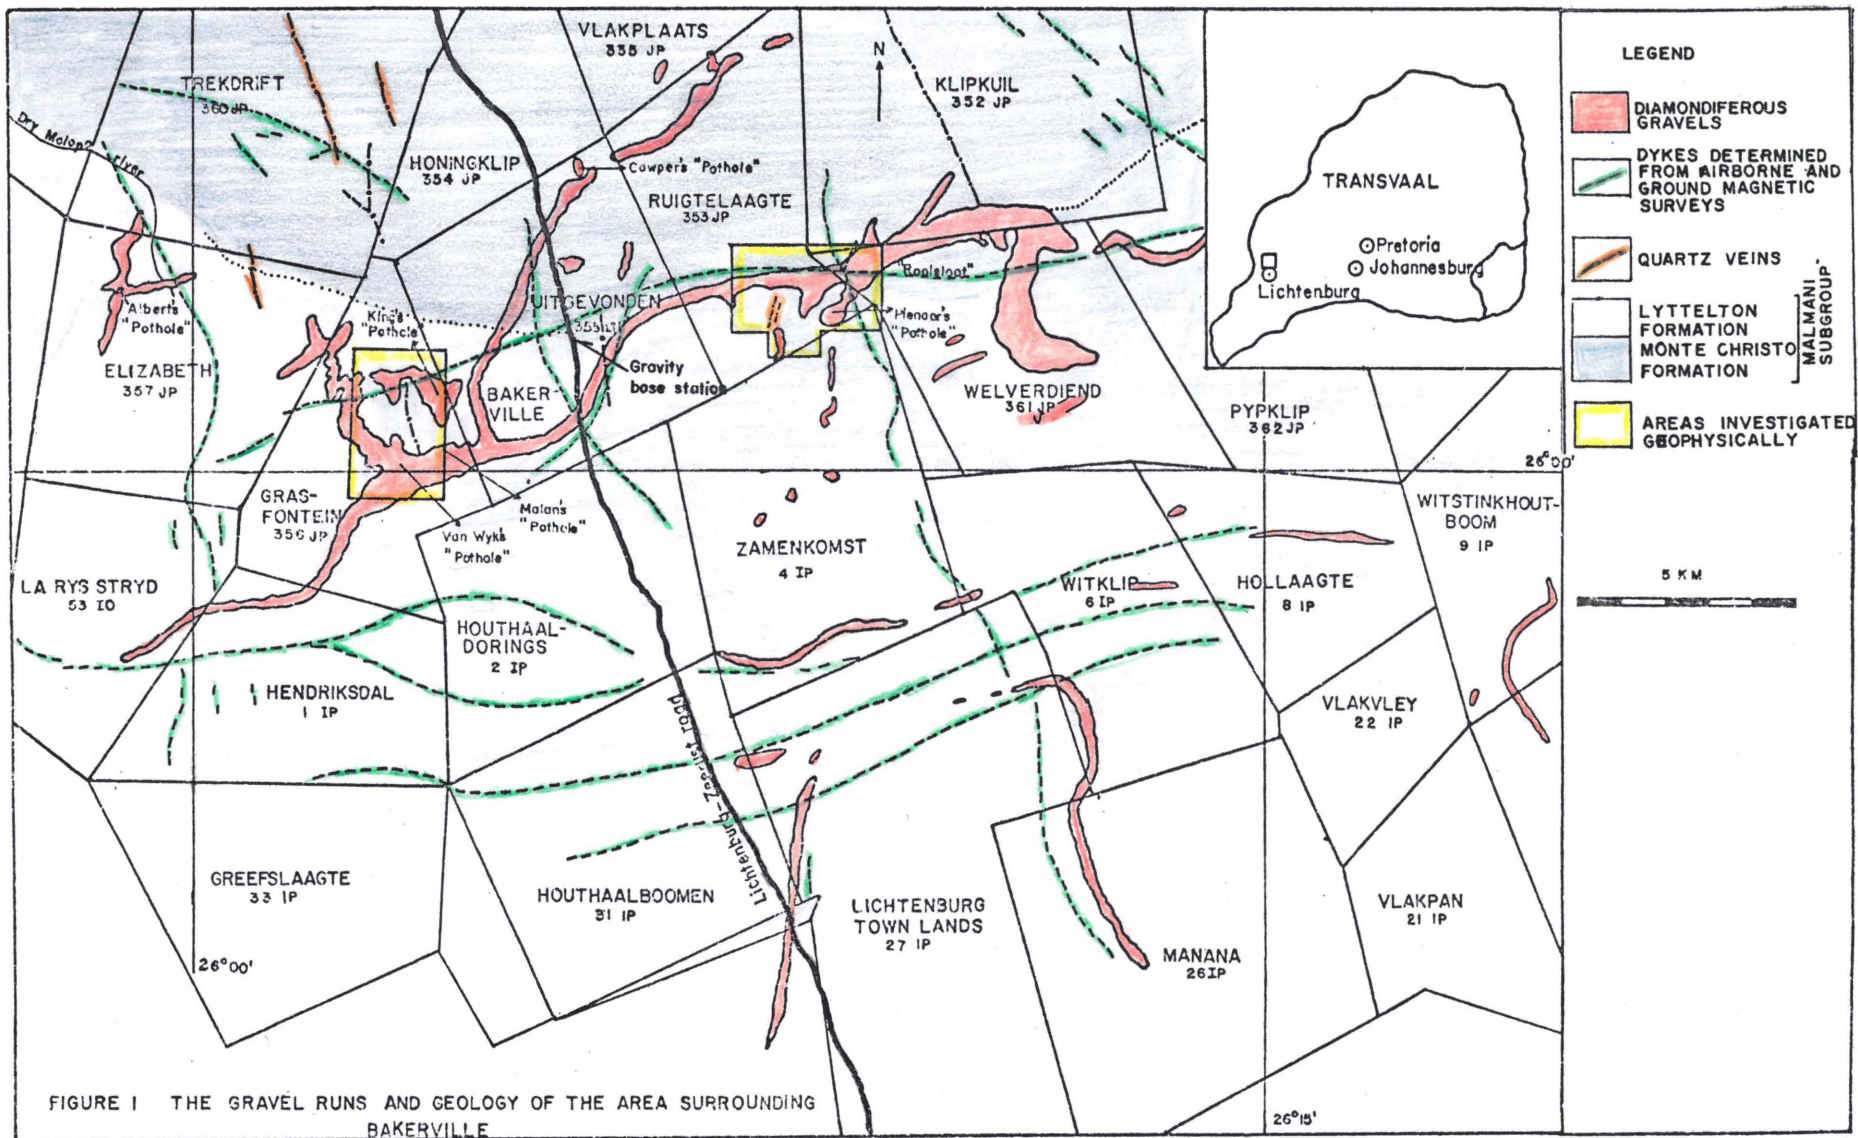 VLAKPLAATS
335 JP
TREKDRIFT
360 JP
N
KLIPKUIL
352 JP
HONINGKLIP
354 JP
Cowper's "Pothole"
RUIGTELAAGTE
353 JP
Albert's
"Pothole"
King's
"Pothole"
UITGEVONDEN
355 JP
"Rooisloot"
Pienaar's
"Pothole"
ELIZABETH
357 JP
Gravity
base station
BAKER-
VILLE
WELVERDIEND
361 JP
PYPKLIP
362 JP
26°00'
GRAS-
FONTEIN
356 JP
Malan's
"Pothole"
Van Wyk's
"Pothole"
WITSTINKHOUT-
BOOM
9 IP
ZAMENKOMST
4 IP
LA RYS STRYD
53 IO
WITKLIP
6 IP
HOLLAAGTE
8 IP
HOUTHAAL-
DORINGS
2 IP
HENDRIKSDAL
1 IP
VLAKVLEY
22 IP
Lichtenburg-Zeerust road
GREEFSLAAGTE
33 IP
HOUTHAALBOOMEN
31 IP
LICHTENBURG
TOWN LANDS
27 IP
VLAKPAN
21 IP
MANANA
26 IP
26°00'
26°15'
FIGURE 1 THE GRAVEL RUNS AND GEOLOGY OF THE AREA SURROUNDING
BAKERVILLE
TRANSVAAL
Pretoria
Johannesburg
Lichtenburg
LEGEND
DIAMONDIFEROUS
GRAVELS
DYKES DETERMINED
FROM AIRBORNE AND
GROUND MAGNETIC
SURVEYS
QUARTZ VEINS
LYTTELTON
FORMATION
MONTE CHRISTO
FORMATION
MALMANI
SUBGROUP
AREAS INVESTIGATED
GEOPHYSICALLY
5 KM